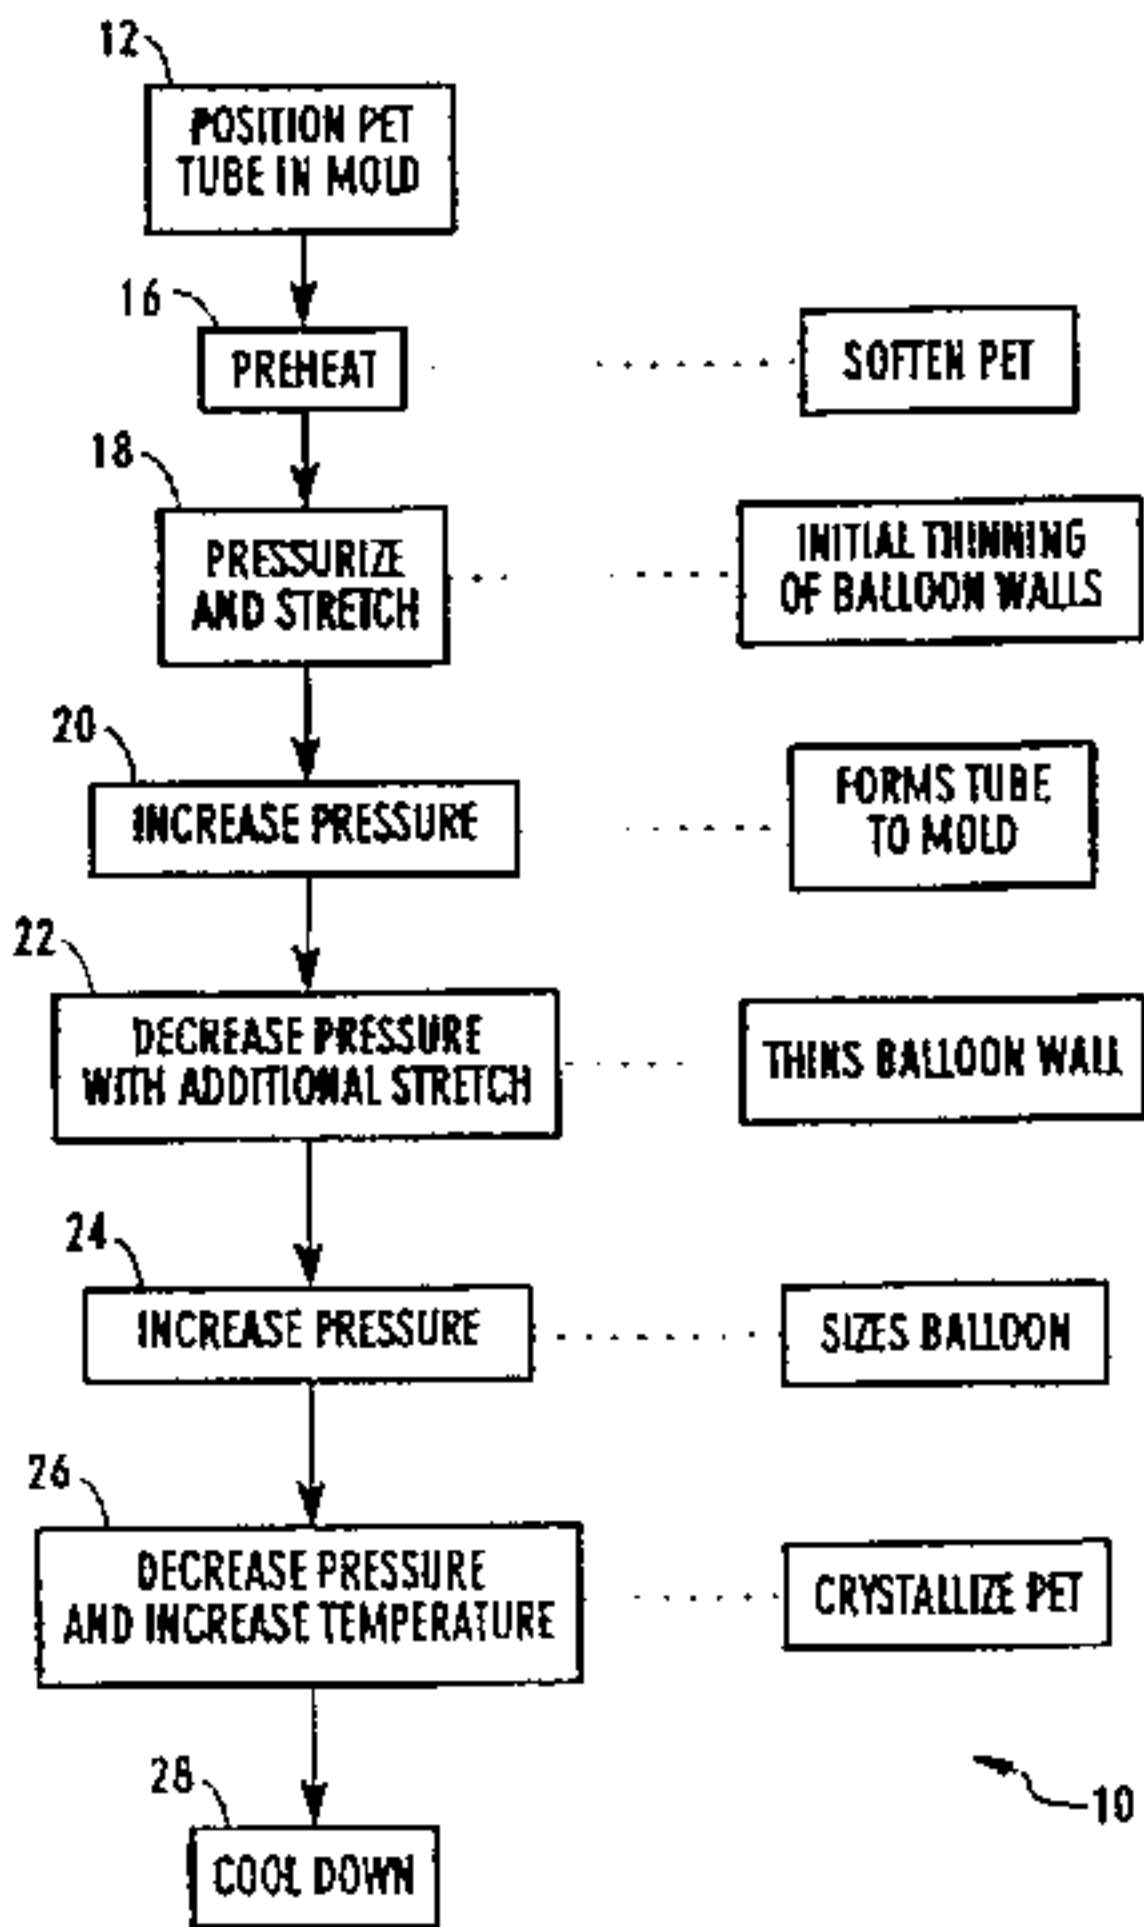 12
POSITION PET
TUBE IN MOLD
16
PREHEAT
SOFTEN PET
18
PRESSURIZE
AND STRETCH
INITIAL THINNING
OF BALLOON WALLS
20
INCREASE PRESSURE
FORMS TUBE
TO MOLD
22
DECREASE PRESSURE
WITH ADDITIONAL STRETCH
THINS BALLOON WALL
24
INCREASE PRESSURE
SIZES BALLOON
26
DECREASE PRESSURE
AND INCREASE TEMPERATURE
CRYSTALLIZE PET
28
COOL DOWN
10